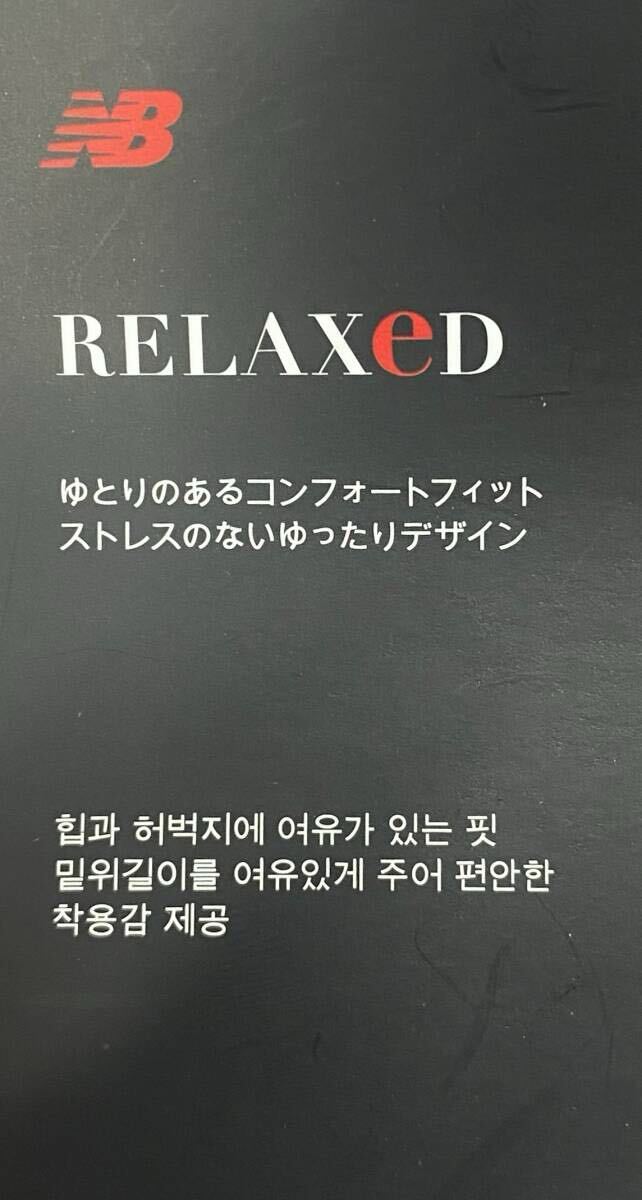 NB
RELAXeD
ゆとりのあるコンフォートフィット
ストレスのないゆったりデザイン
힙과 허벅지에 여유가 있는 핏
밑위길이를 여유있게 주어 편안한
착용감 제공